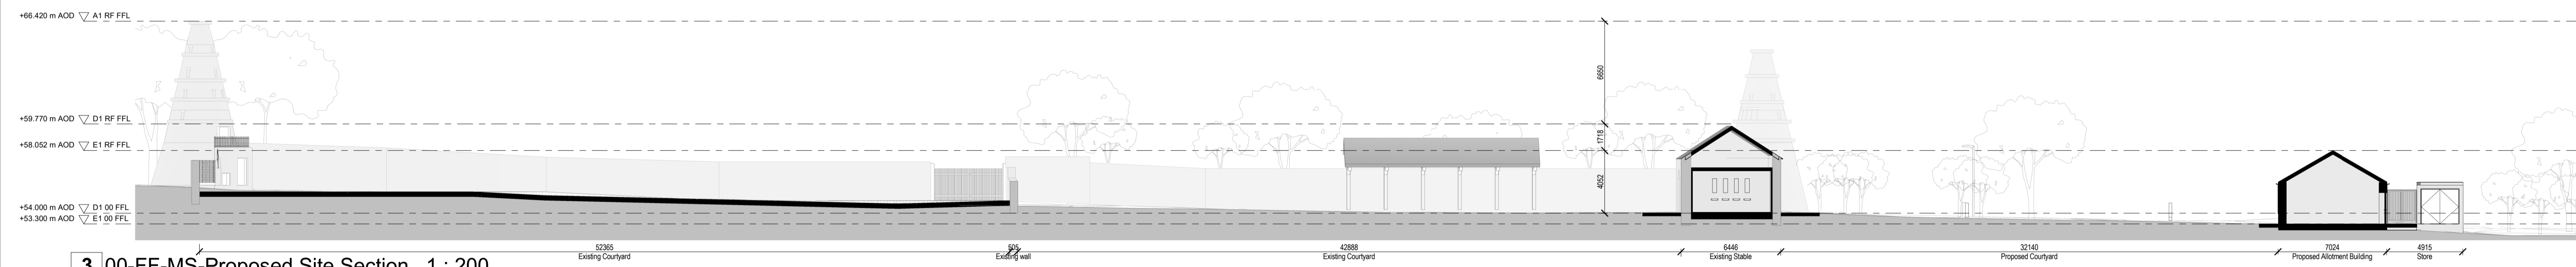 +66.420 m AOD A1 RF FFL
+59.770 m AOD D1 RF FFL
+58.052 m AOD E1 RF FFL
+54.000 m AOD D1 00 FFL
+53.300 m AOD E1 00 FFL
6650
1718
4052
52365
505
42888
6446
32140
7024
4915
Existing Courtyard
Existing wall
Existing Courtyard
Existing Stable
Proposed Courtyard
Proposed Allotment Building
Store
3 00-EE-MS-Proposed Site Section 1 : 200